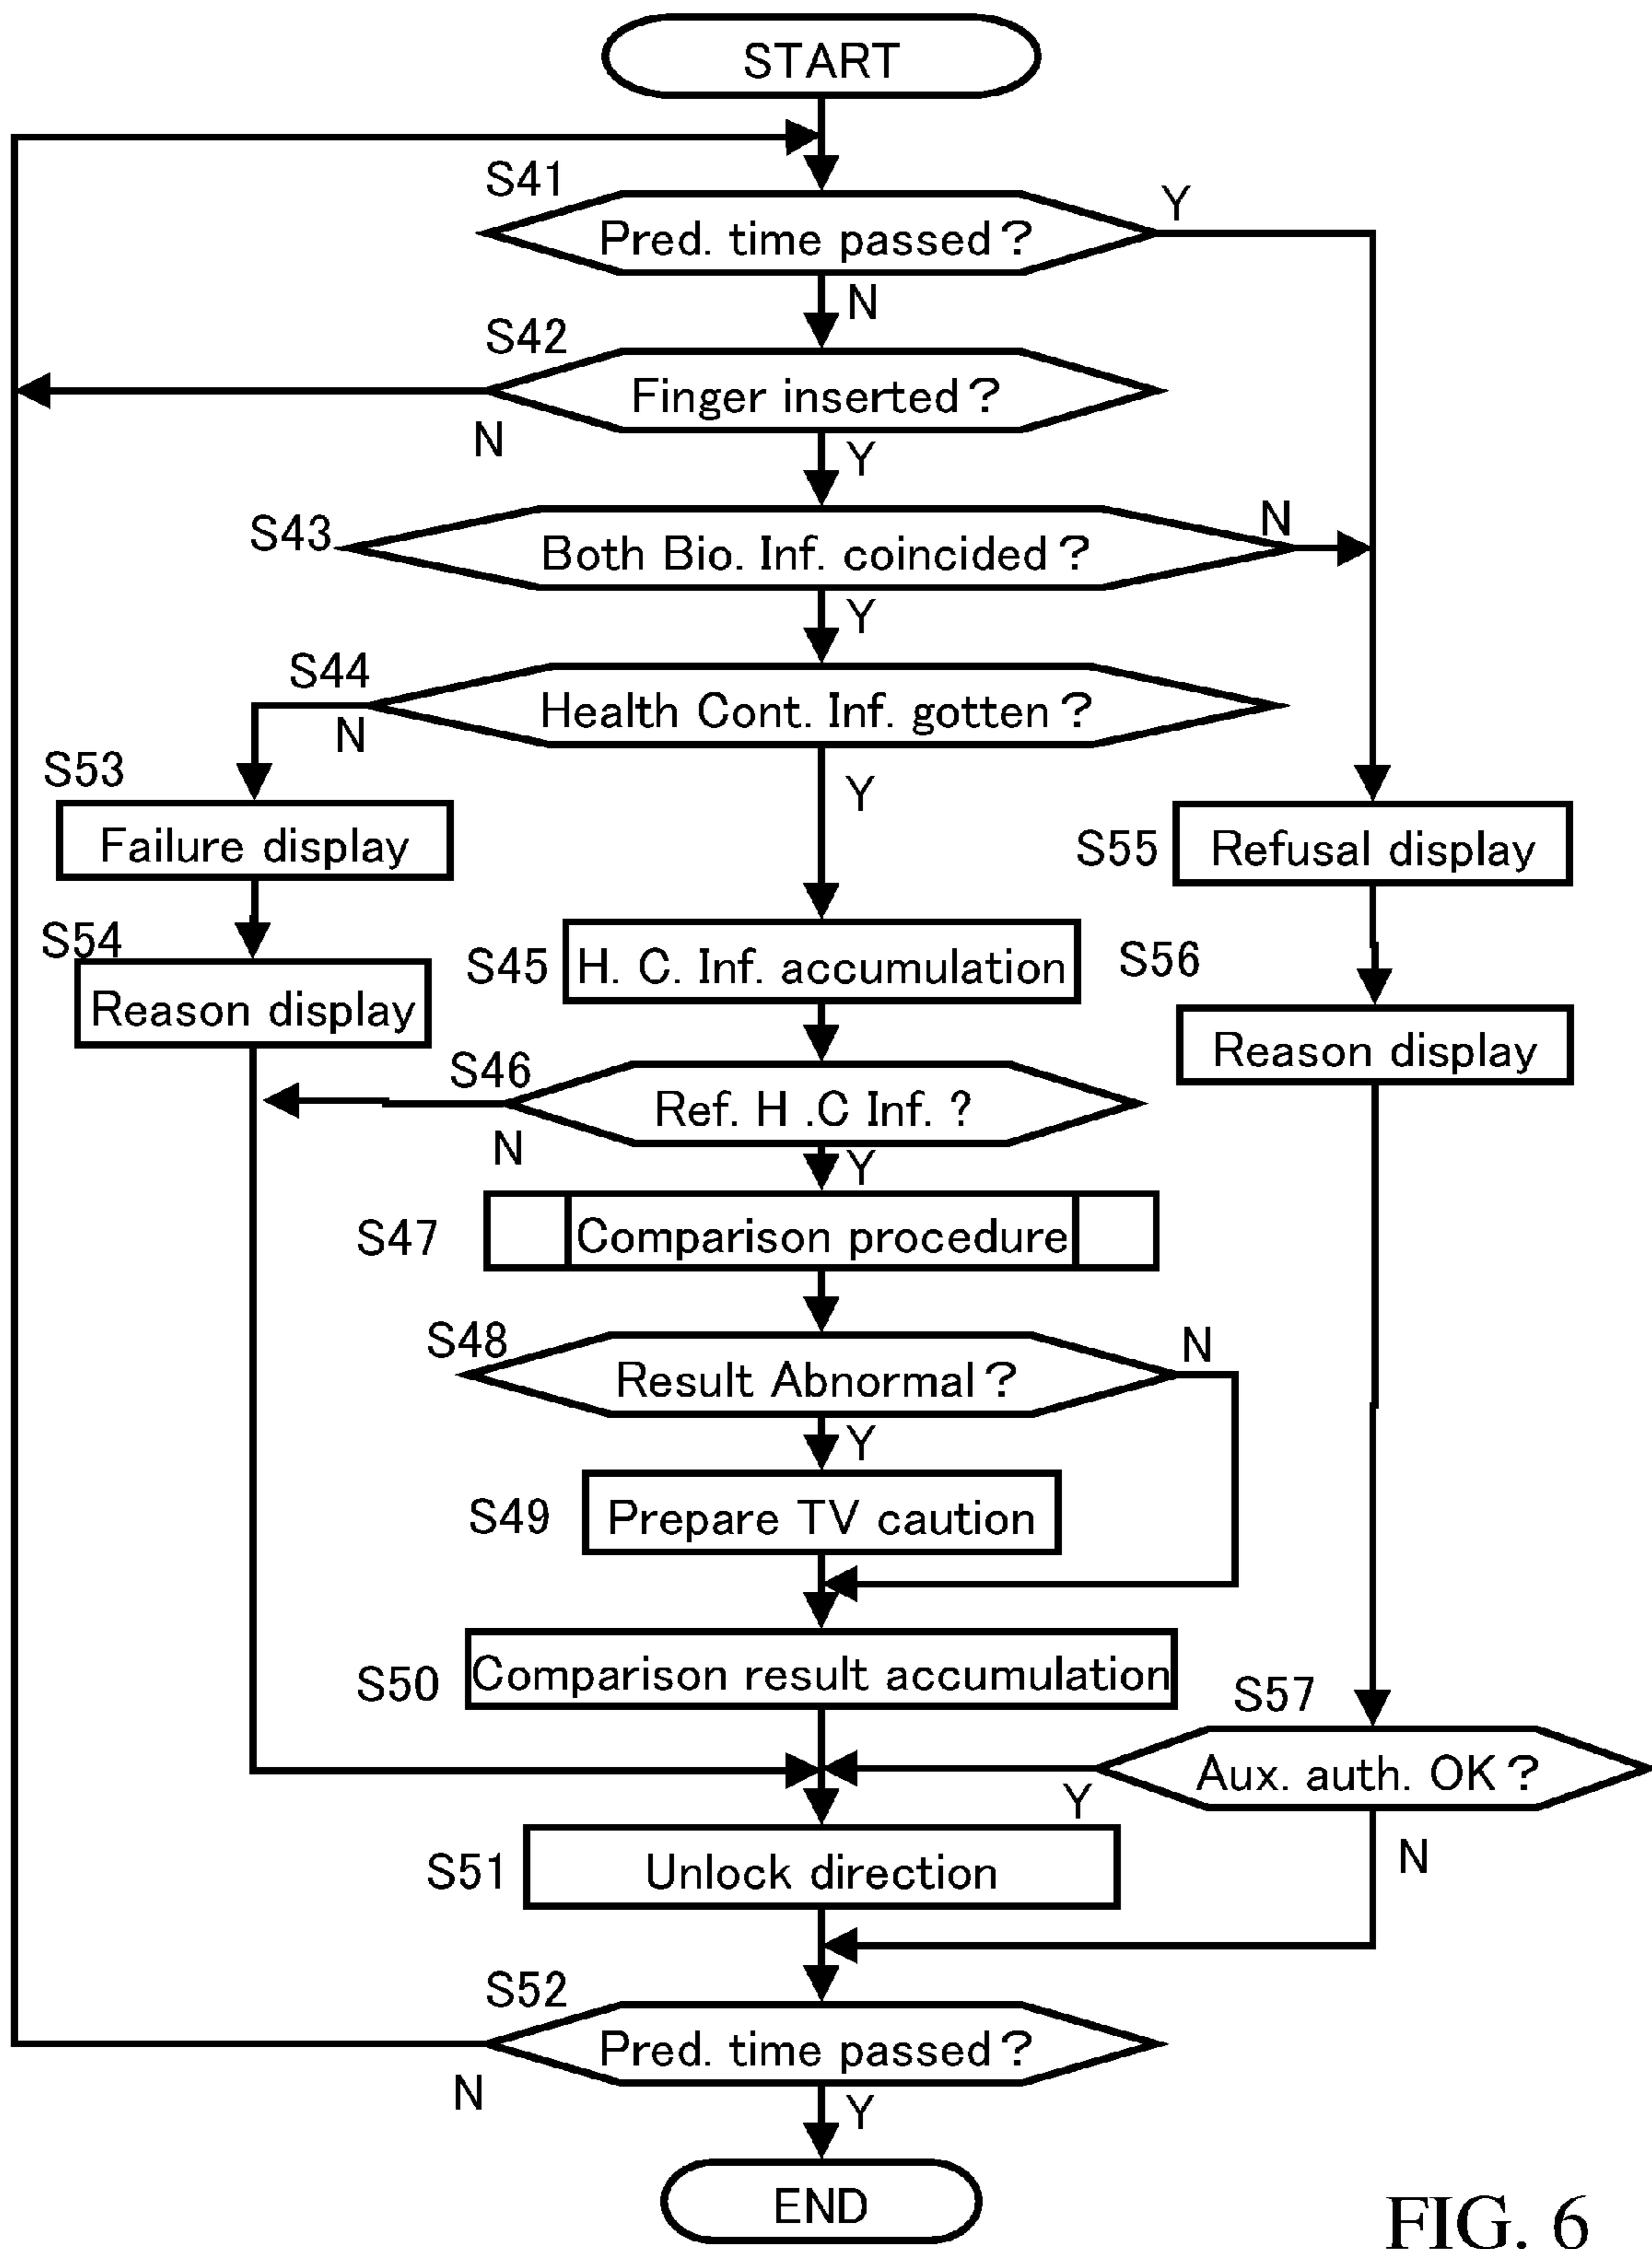 START
S41
Y
Pred. time passed?
N
S42
Finger inserted?
N
Y
S43
N
Both Bio. Inf. coincided?
Y
S44
Health Cont. Inf. gotten?
N
Y
S53
Failure display
S55
Refusal display
S54
Reason display
S45
H. C. Inf. accumulation
S56
Reason display
S46
Ref. H .C Inf. ?
N
Y
S47
Comparison procedure
S48
N
Result Abnormal?
Y
S49
Prepare TV caution
S50
Comparison result accumulation
S57
Aux. auth. OK?
Y
N
S51
Unlock direction
S52
Pred. time passed?
N
Y
END
FIG. 6